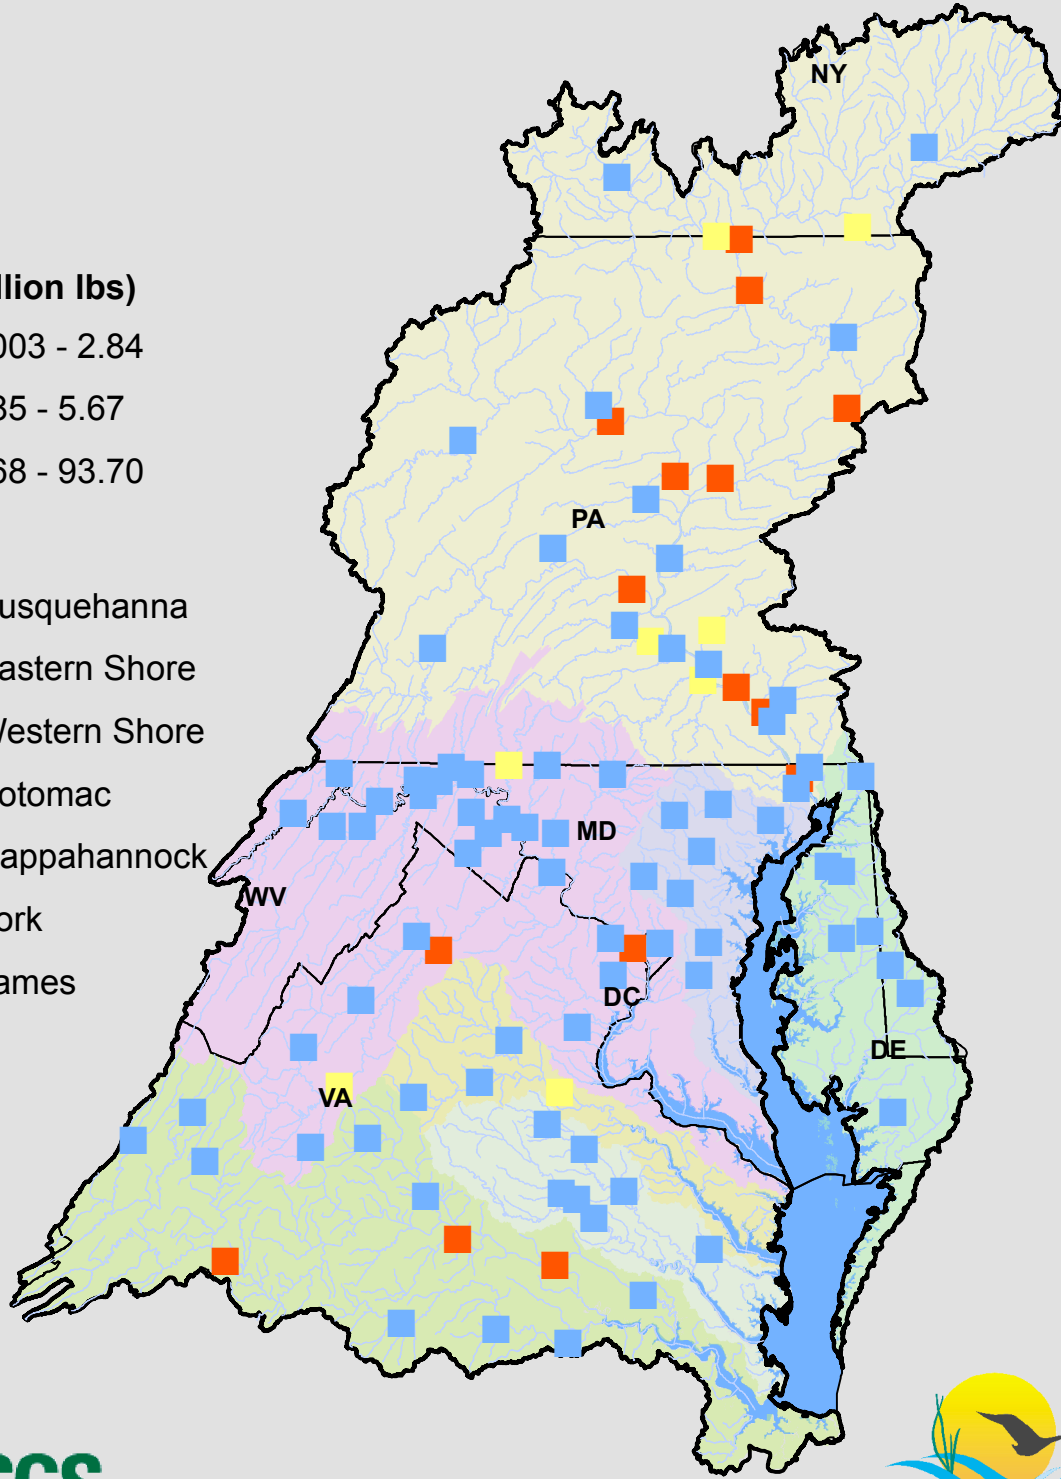 NY
llion lbs)
003 - 2.84
85 - 5.67
68 - 93.70
PA
usquehanna
astern Shore
Western Shore
otomac
appahannock
ork
ames
MD
WV
DC
DE
VA